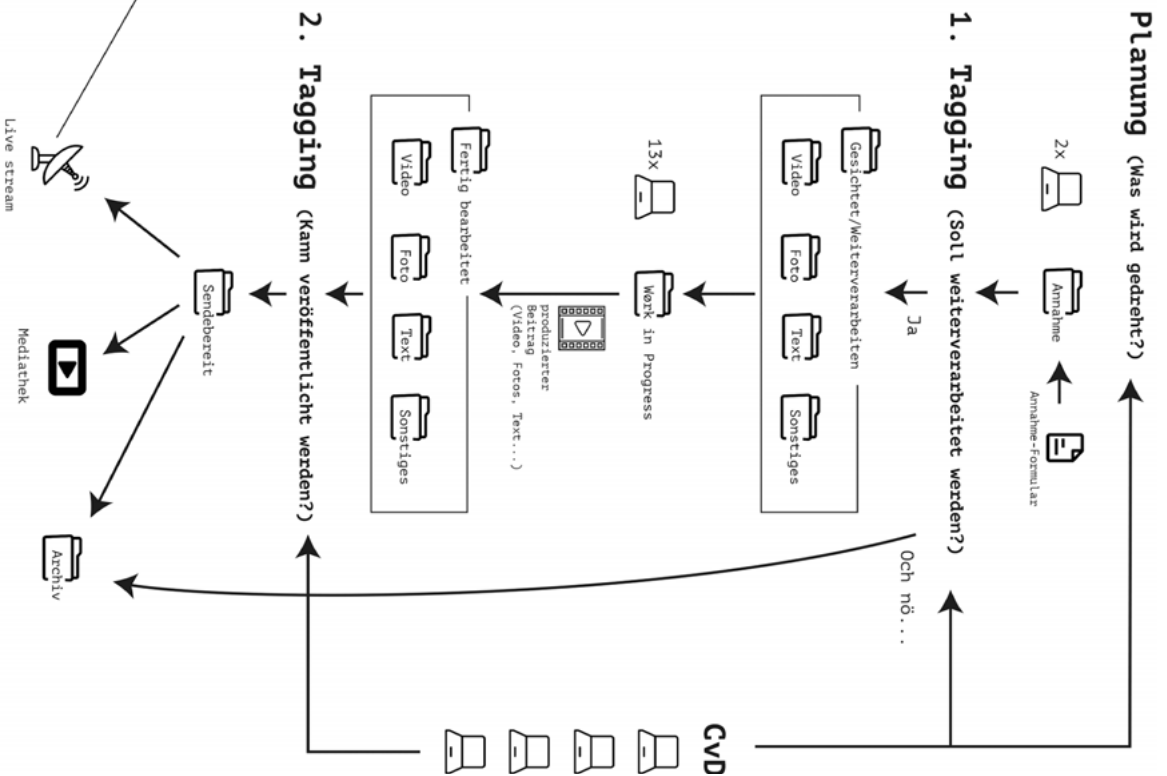 Planung (Was wird gedreht?)
2x
Annahme
Annahme-Formular
1. Tagging (Soll weiterverarbeitet werden?)
Ja
Och nö...
Gesichtet/Weiterverarbeiten
Video
Foto
Text
Sonstiges
CvD
13x
Work in Progress
produzierter
Beitrag
(Video, Fotos, Text...)
Fertig bearbeitet
Video
Foto
Text
Sonstiges
2. Tagging (Kann veröffentlicht werden?)
Sendebereit
Live stream
Mediathek
Archiv